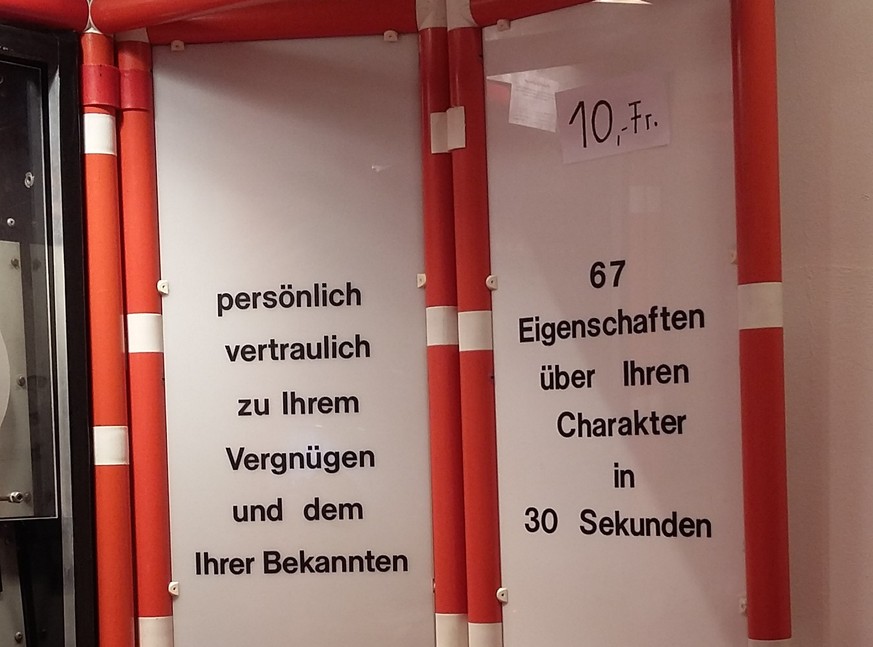 persönlich
vertraulich
zu Ihrem
Vergnügen
und dem
Ihrer Bekannten
10,-Fr.
67
Eigenschaften
über Ihren
Charakter
in
30 Sekunden